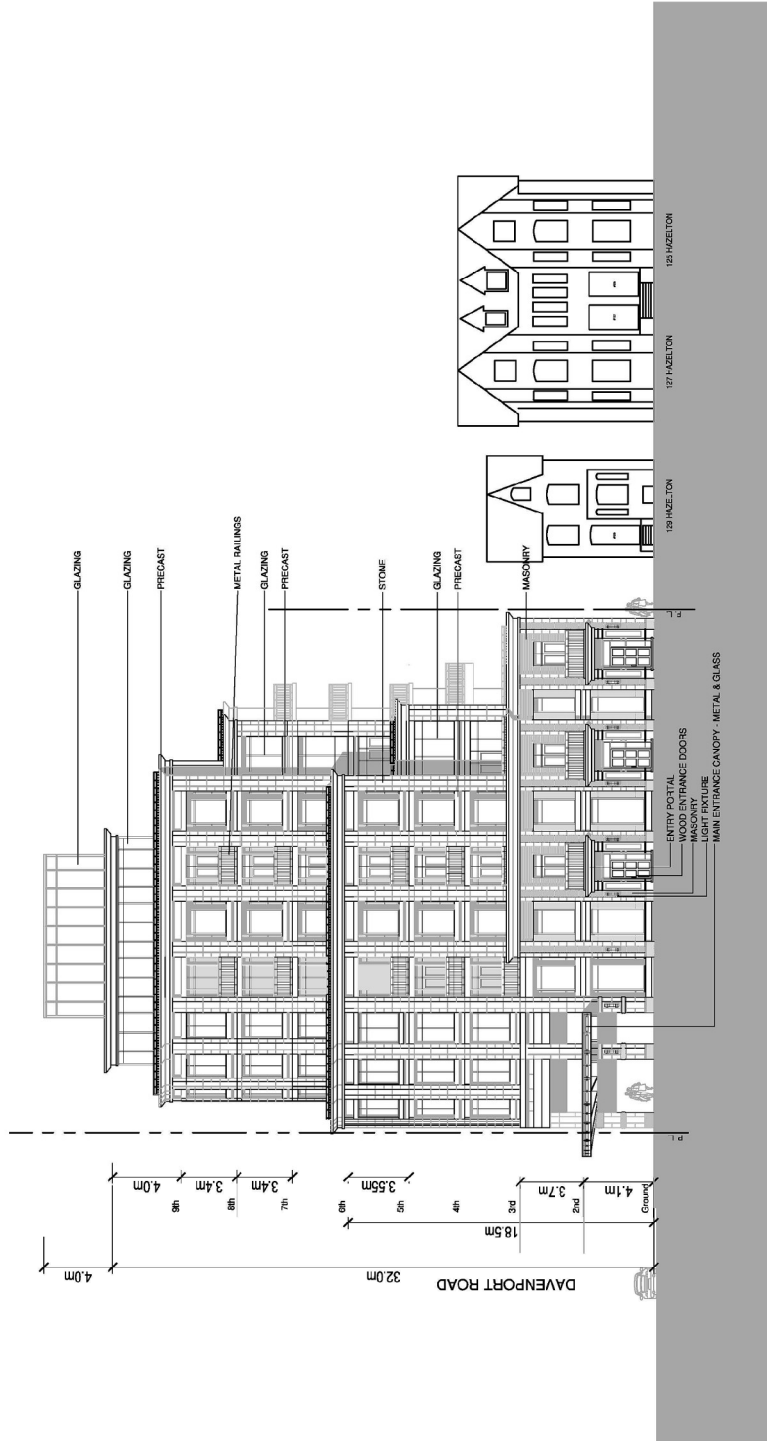 GLAZING
GLAZING
PRECAST
METAL RAILINGS
GLAZING
PRECAST
STONE
GLAZING
PRECAST
MASONRY
4.0m
32.0m
4.0m
3.4m
3.4m
3.55m
18.5m
3.7m
4.1m
9th
8th
7th
6th
5th
4th
3rd
2nd
Ground
DAVENPORT ROAD
P L
P L
ENTRY PORTAL
WOOD ENTRANCE DOORS
MASONRY
LIGHT FIXTURE
MAIN ENTRANCE CANOPY - METAL & GLASS
129 HAZELTON
127 HAZELTON
125 HAZELTON